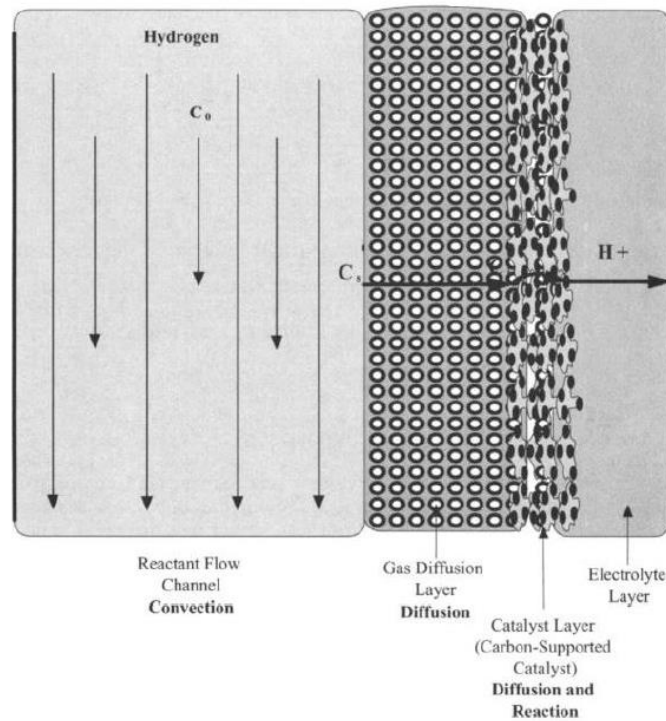 Hydrogen
C₀
Cₛ
H +
Reactant Flow
Channel
Convection
Gas Diffusion
Layer
Diffusion
Electrolyte
Layer
Catalyst Layer
(Carbon-Supported
Catalyst)
Diffusion and
Reaction